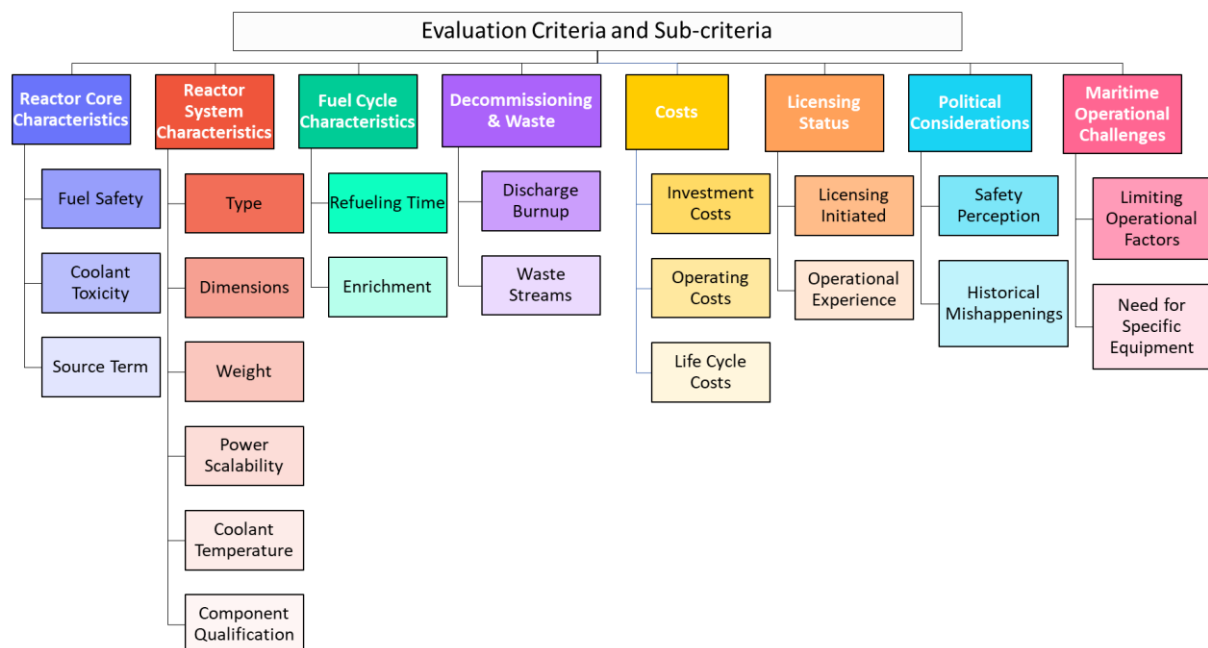 Evaluation Criteria and Sub-criteria
Reactor Core
Characteristics
Fuel Safety
Coolant
Toxicity
Source Term
Reactor
System
Characteristics
Type
Dimensions
Weight
Power
Scalability
Coolant
Temperature
Component
Qualification
Fuel Cycle
Characteristics
Refueling Time
Enrichment
Decommissioning
& Waste
Discharge
Burnup
Waste
Streams
Costs
Investment
Costs
Operating
Costs
Life Cycle
Costs
Licensing
Status
Licensing
Initiated
Operational
Experience
Political
Considerations
Safety
Perception
Historical
Mishappenings
Maritime
Operational
Challenges
Limiting
Operational
Factors
Need for
Specific
Equipment